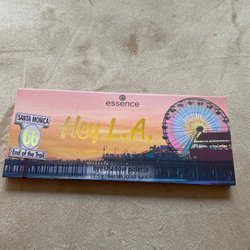 essence
SANTA MONICA
66
End of the Trail
Hey L.A.
eyeshadow palette